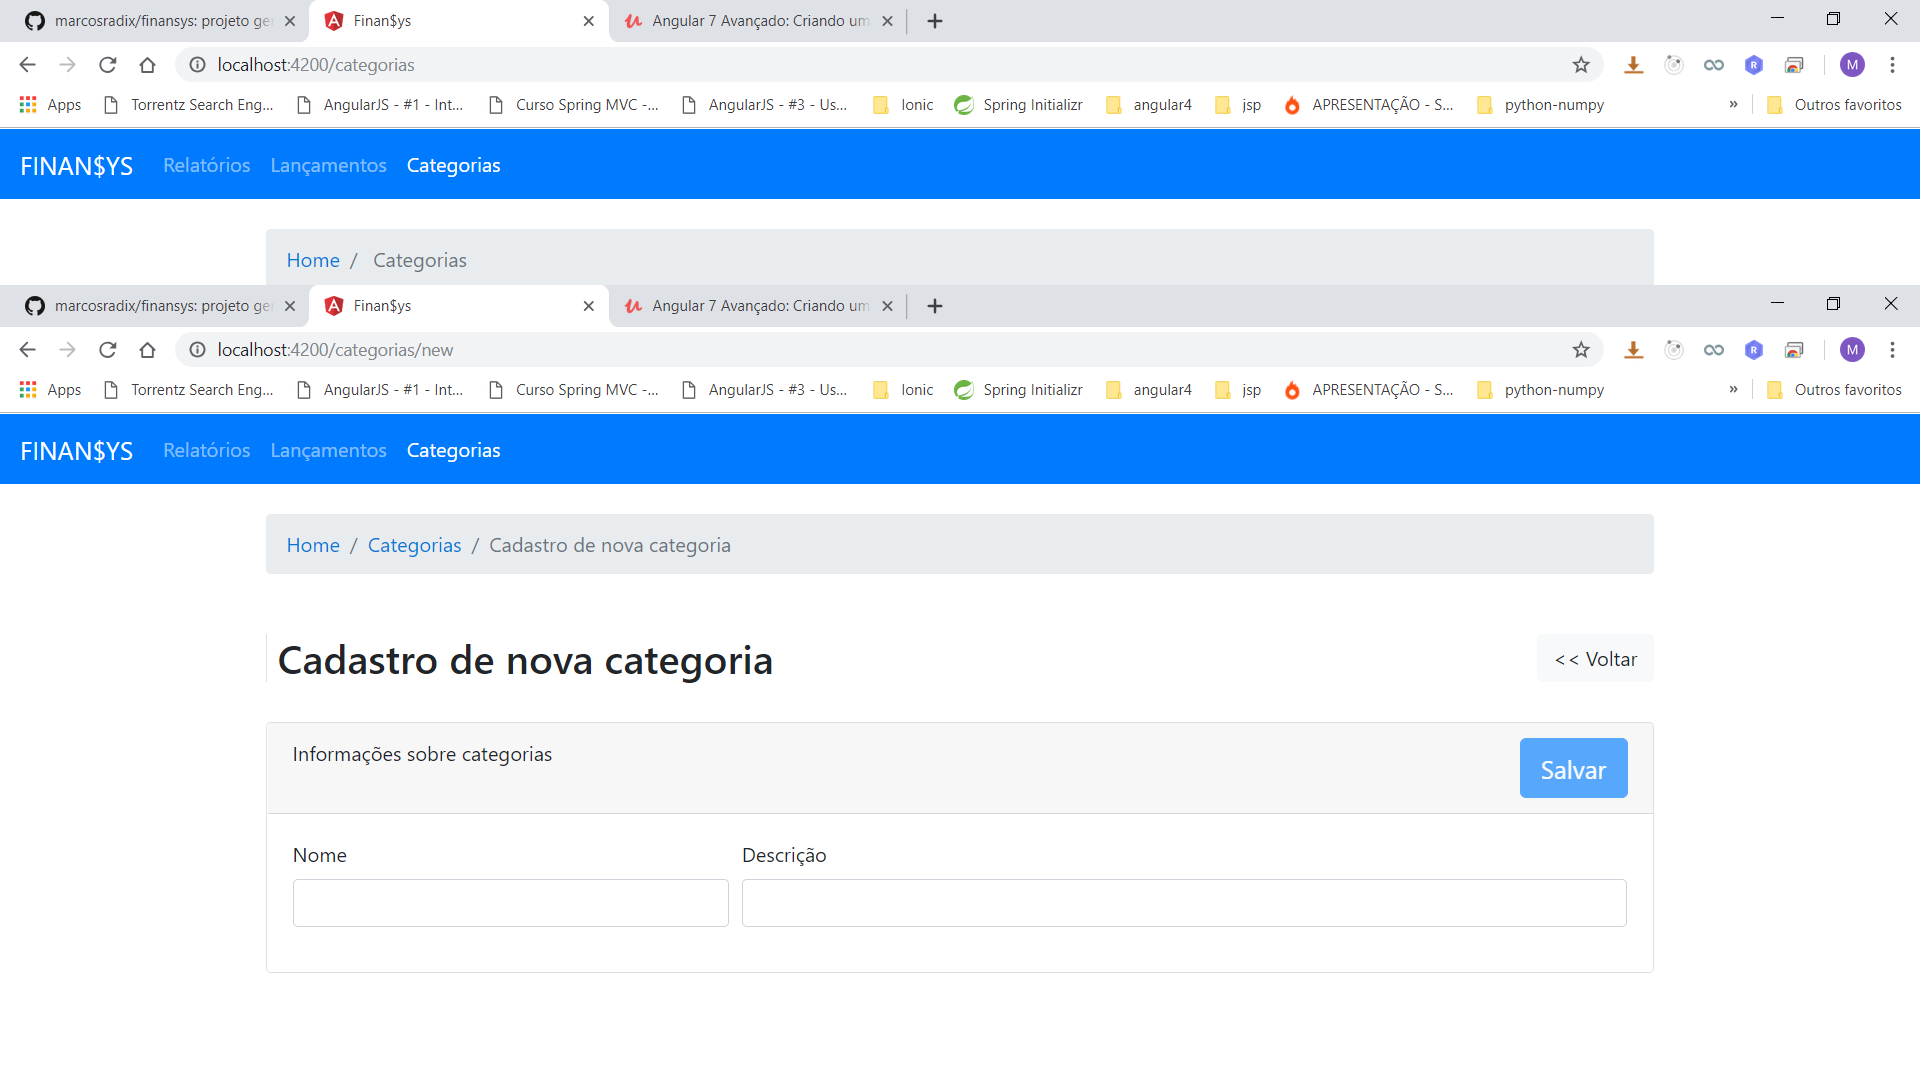 marcosradix/finansys: projeto ger
Finan$ys
Angular 7 Avançado: Criando um
localhost:4200/categorias
M
Apps
Torrentz Search Eng...
AngularJS - #1 - Int...
Curso Spring MVC -...
AngularJS - #3 - Us...
Ionic
Spring Initializr
angular4
jsp
APRESENTAÇÃO - S...
python-numpy
»
Outros favoritos
FINAN$YS Relatórios Lançamentos Categorias
Home / Categorias
marcosradix/finansys: projeto ger
Finan$ys
Angular 7 Avançado: Criando um
localhost:4200/categorias/new
M
Apps
Torrentz Search Eng...
AngularJS - #1 - Int...
Curso Spring MVC -...
AngularJS - #3 - Us...
Ionic
Spring Initializr
angular4
jsp
APRESENTAÇÃO - S...
python-numpy
»
Outros favoritos
FINAN$YS Relatórios Lançamentos Categorias
Home / Categorias / Cadastro de nova categoria
Cadastro de nova categoria
<< Voltar
Informações sobre categorias
Salvar
Nome
Descrição